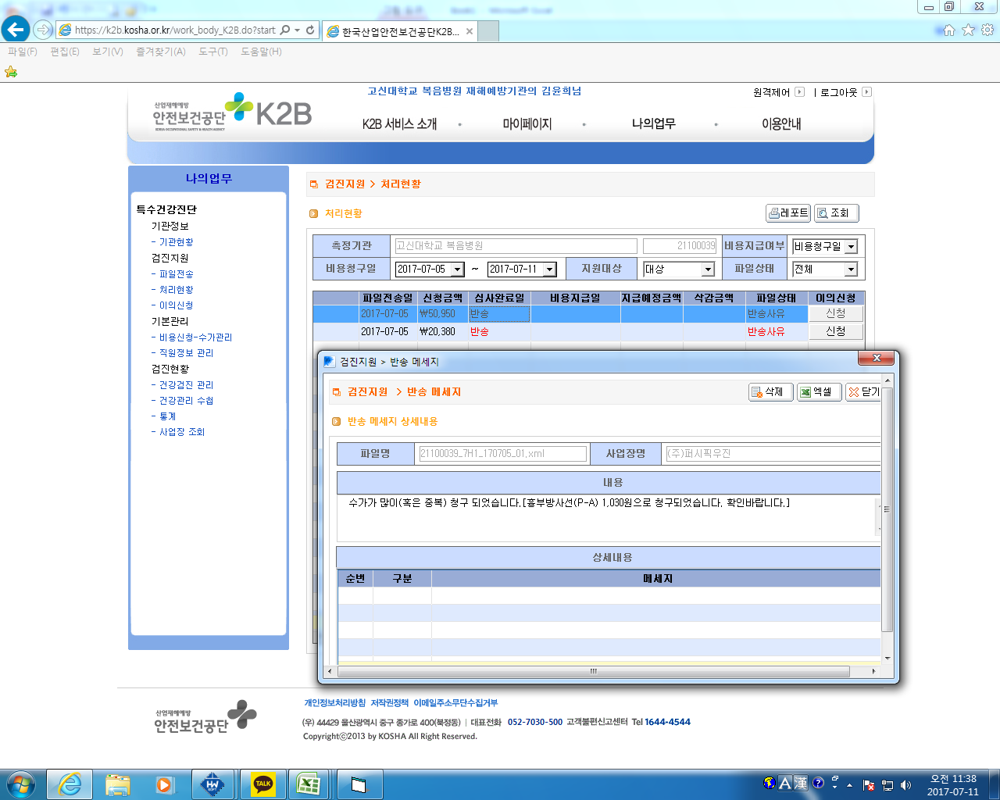 https://k2b.kosha.or.kr/work_body_K2B.do?start
한국산업안전보건공단K2B...
파일(F) 편집(E) 보기(V) 즐겨찾기(A) 도구(T) 도움말(H)
고신대학교 복음병원 재해예방기관의 김윤희님
원격제어 | 로그아웃
산업재해예방
안전보건공단 K2B
K2B 서비스 소개 마이페이지 나의업무 이용안내
나의업무
특수건강진단
기관정보
- 기관현황
검진지원
- 파일전송
- 처리현황
- 이의신청
기본관리
- 비용신청-수가관리
- 직원정보 관리
검진현황
- 건강검진 관리
- 건강관리 수첩
- 통계
- 사업장 조회
검진지원 > 처리현황
처리현황
레포트 조회
측정기관 고신대학교 복음병원 21100039 비용지급여부 비용청구일
비용청구일 2017-07-05 ~ 2017-07-11 지원대상 대상 파일상태 전체
파일전송일 신청금액 심사완료일 비용지급일 지급예정금액 삭감금액 파일상태 이의신청
2017-07-05 ₩50,950 반송 반송사유 신청
2017-07-05 ₩20,380 반송 반송사유 신청
검진지원 > 반송 메세지
검진지원 > 반송 메세지
삭제 엑셀 닫기
반송 메세지 상세내용
파일명 21100039_7H1_170705_01.xml 사업장명 (주)퍼시픽우진
내용
수가가 많이(혹은 중복) 청구 되었습니다.[흉부방사선(P-A) 1,030원으로 청구되었습니다. 확인바랍니다.]
상세내용
순번 구분 메세지
산업재해예방
안전보건공단
개인정보처리방침 저작권정책 이메일주소무단수집거부
(우) 44429 울산광역시 중구 종가로 400(북정동) | 대표전화 052-7030-500 고객불편신고센터 Tel 1644-4544
Copyrightⓒ2013 by KOSHA All Right Reserved.
HW
SOFT
TALK
A 漢
오전 11:38
2017-07-11